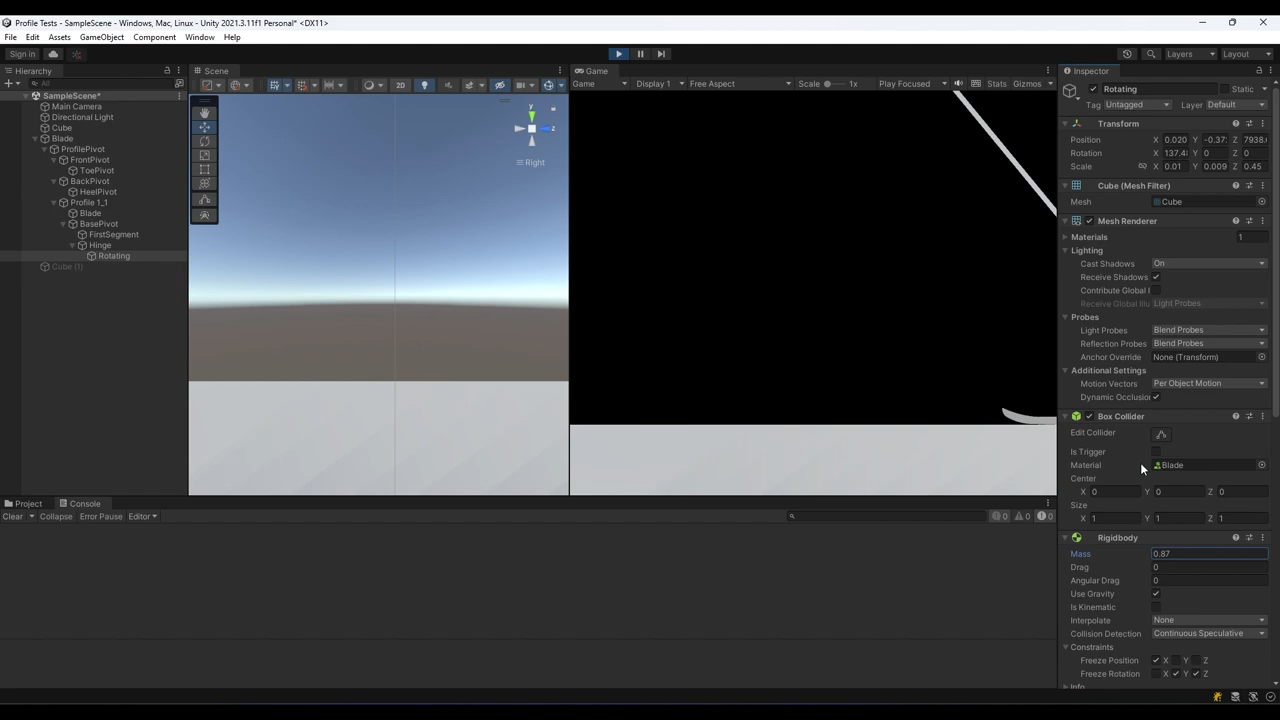 Profile Tests - SampleScene - Windows, Mac, Linux - Unity 2021.3.11f1 Personal* <DX11>
File Edit Assets GameObject Component Window Help
Sign in
Layers Layout
Hierarchy
All
SampleScene*
Main Camera
Directional Light
Cube
Blade
ProfilePivot
FrontPivot
ToePivot
BackPivot
HeelPivot
Profile 1_1
Blade
BasePivot
FirstSegment
Hinge
Rotating
Cube (1)
Scene
2D
y
z
Right
Game
Game Display 1 Free Aspect Scale 1x Play Focused Stats Gizmos
Inspector
Rotating Static
Tag Untagged Layer Default
Transform
Position X 0.020 Y -0.37 Z 7938.
Rotation X 137.4 Y 0 Z 0
Scale X 0.01 Y 0.009 Z 0.45
Cube (Mesh Filter)
Mesh Cube
Mesh Renderer
Materials 1
Lighting
Cast Shadows On
Receive Shadows
Contribute Global I
Receive Global Illu Light Probes
Probes
Light Probes Blend Probes
Reflection Probes Blend Probes
Anchor Override None (Transform)
Additional Settings
Motion Vectors Per Object Motion
Dynamic Occlusion
Box Collider
Edit Collider
Is Trigger
Material Blade
Center
X 0 Y 0 Z 0
Size
X 1 Y 1 Z 1
Rigidbody
Mass 0.87
Drag 0
Angular Drag 0
Use Gravity
Is Kinematic
Interpolate None
Collision Detection Continuous Speculative
Constraints
Freeze Position X Y Z
Freeze Rotation X Y Z
Info
Project Console
Clear Collapse Error Pause Editor
0 0 0